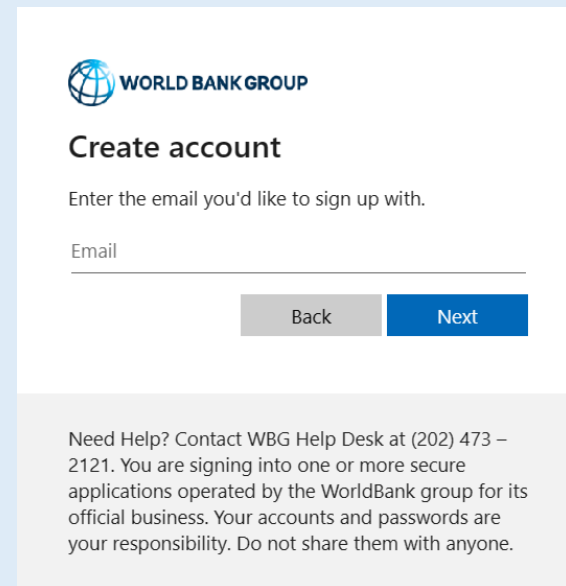 WORLD BANK GROUP
Create account
Enter the email you'd like to sign up with.
Email
Back
Next
Need Help? Contact WBG Help Desk at (202) 473 –
2121. You are signing into one or more secure
applications operated by the WorldBank group for its
official business. Your accounts and passwords are
your responsibility. Do not share them with anyone.